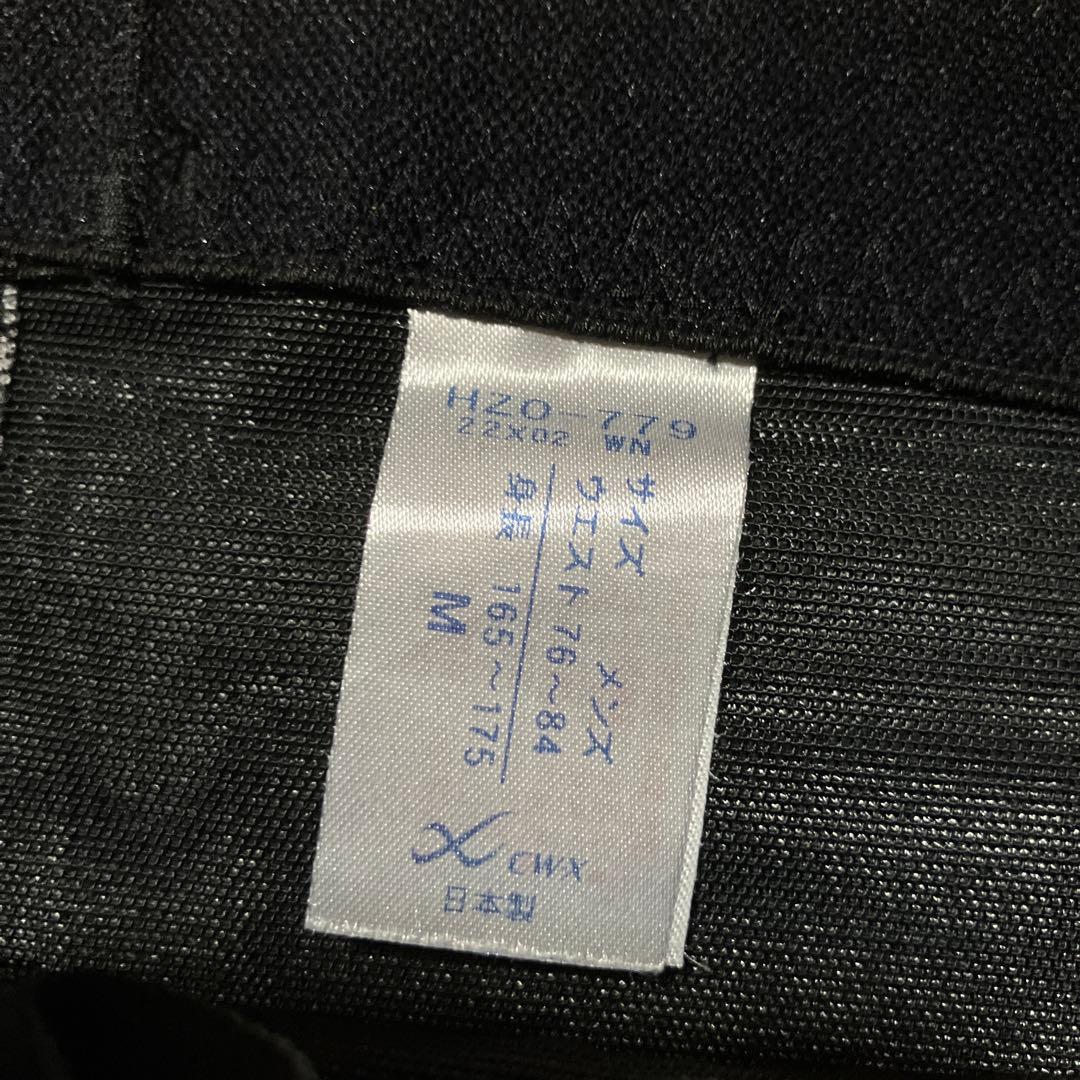 HZO-779
22X02 WN
サイズ メンズ
ウエスト 76~84
身長 165~175
M
CWX
日本製